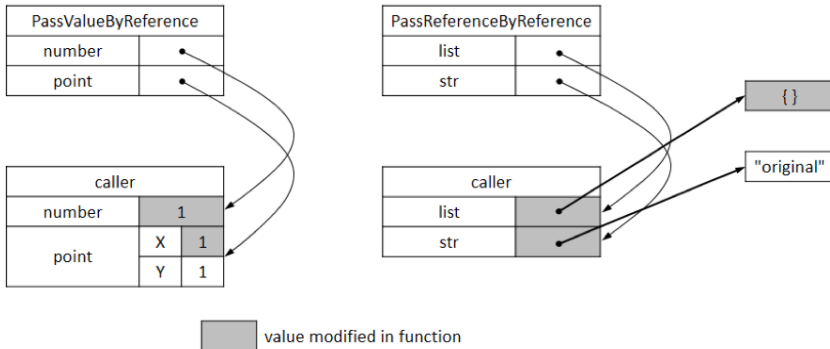 PassValueByReference
number
point
caller
number 1
point X 1
Y 1
PassReferenceByReference
list
str
caller
list
str
{ }
"original"
value modified in function